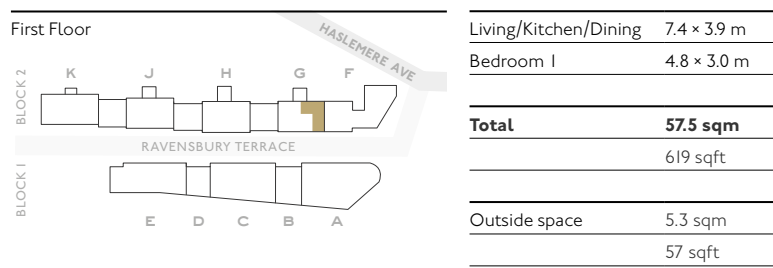 First Floor
HASLEMERE AVE
BLOCK 2
K J H G F
RAVENSBURY TERRACE
BLOCK 1
E D C B A
Living/Kitchen/Dining 7.4 × 3.9 m
Bedroom 1 4.8 × 3.0 m
Total 57.5 sqm
619 sqft
Outside space 5.3 sqm
57 sqft